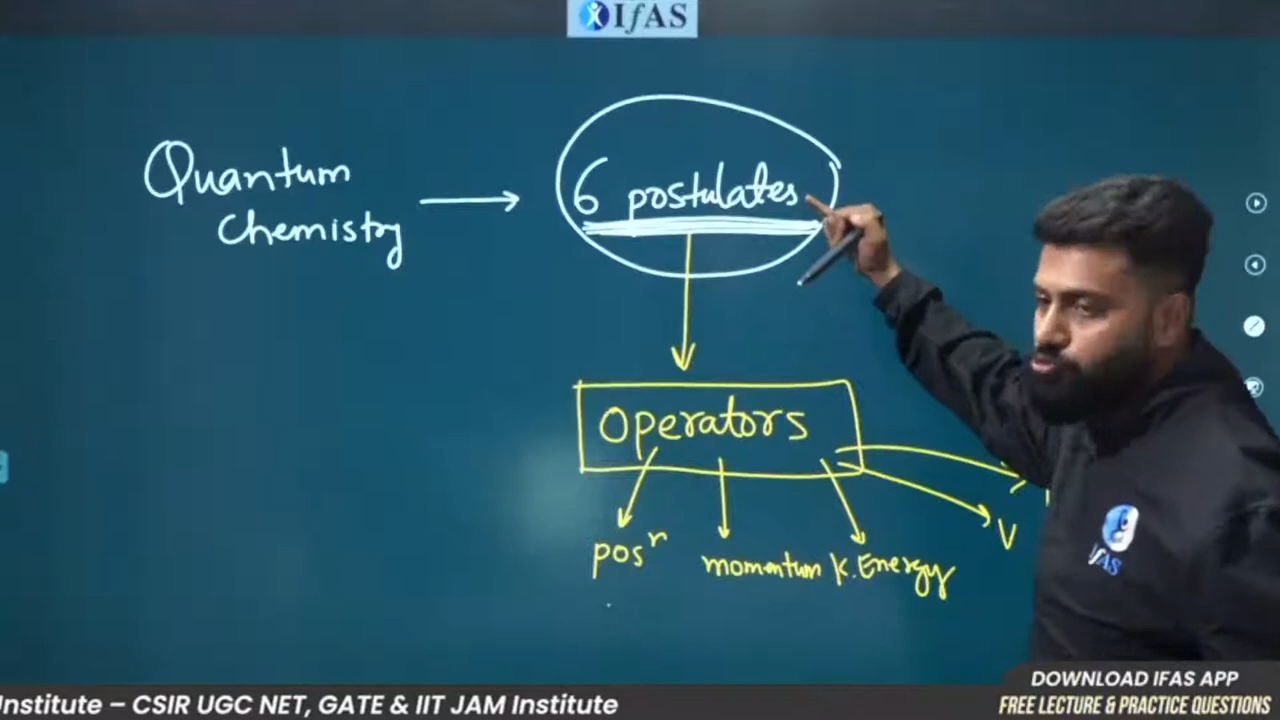 IfAS
Quantum
Chemistry
6 postulates
Operators
posⁿ
momentum
K.Energy
V
IfAS
DOWNLOAD IFAS APP
Institute – CSIR UGC NET, GATE & IIT JAM Institute
FREE LECTURE & PRACTICE QUESTIONS